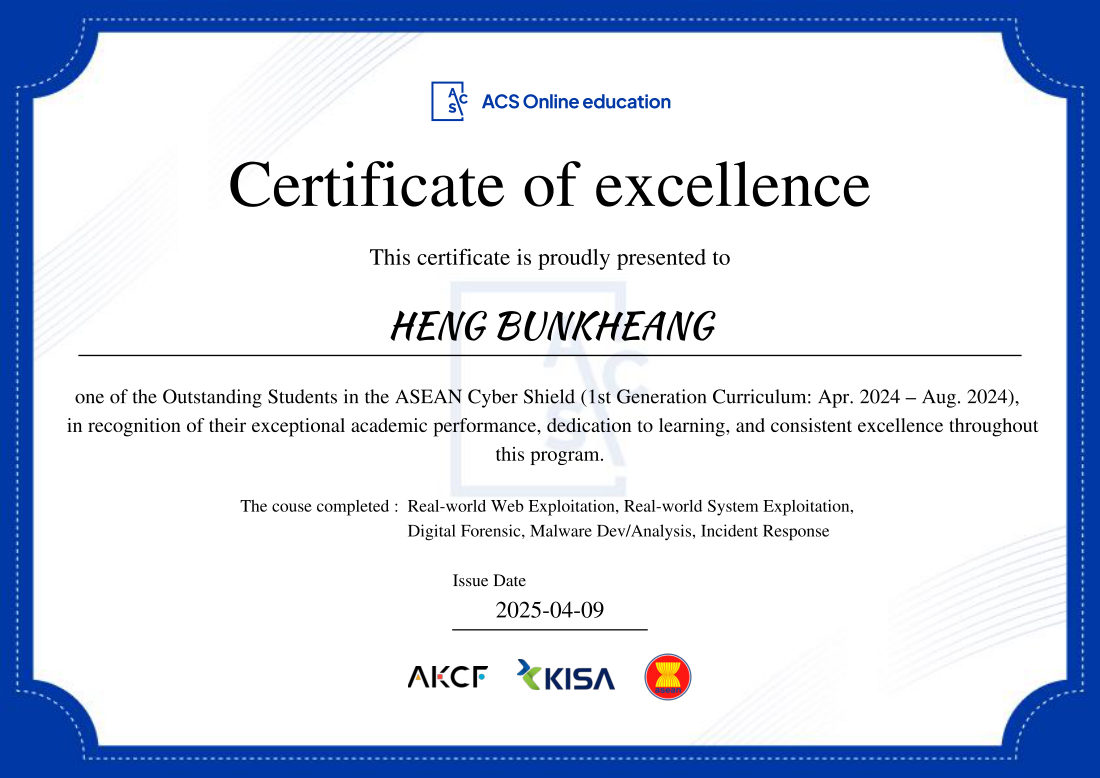 A
C
S
ACS Online education
Certificate of excellence
This certificate is proudly presented to
HENG BUNKHEANG
A
C
S
one of the Outstanding Students in the ASEAN Cyber Shield (1st Generation Curriculum: Apr. 2024 – Aug. 2024),
in recognition of their exceptional academic performance, dedication to learning, and consistent excellence throughout
this program.
The couse completed : Real-world Web Exploitation, Real-world System Exploitation,
Digital Forensic, Malware Dev/Analysis, Incident Response
Issue Date
2025-04-09
AKCF
KISA
asean